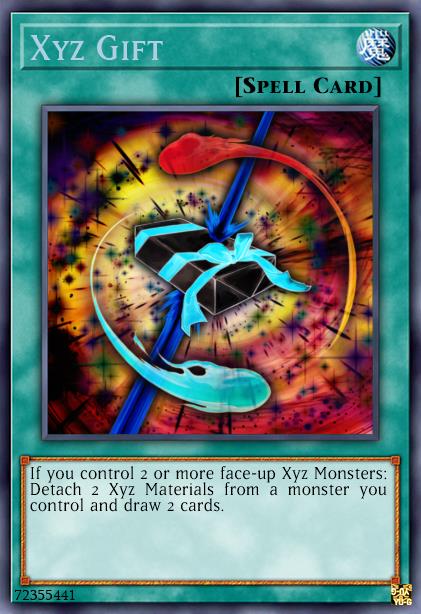 Xyz Gift
魔
[Spell Card]
If you control 2 or more face-up Xyz Monsters:
Detach 2 Xyz Materials from a monster you
control and draw 2 cards.
72355441